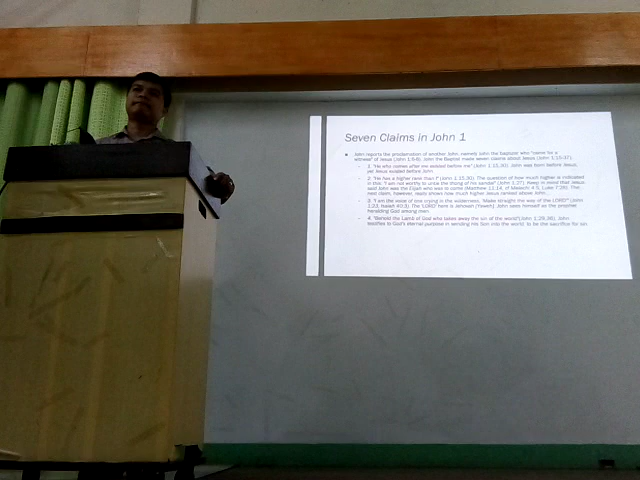 Seven Claims in John 1
John reports the proclamation of another John, namely John the baptizer who "came for a
witness" of Jesus (John 1:6-8). John the Baptist made seven claims about Jesus (John 1:15-37).
1. "He who comes after me existed before me" (John 1:15,30). John was born before Jesus,
yet Jesus existed before John.
2. "He has a higher rank than I" (John 1:15,30). The question of how much higher is indicated
in this: "I am not worthy to untie the thong of his sandal" (John 1:27). Keep in mind that Jesus
said John was the Elijah who was to come (Matthew 11:14, cf. Malachi 4:5, Luke 7:28). The
next claim, however, really shows how much higher Jesus ranked above John.
3. "I am the voice of one crying in the wilderness, 'Make straight the way of the LORD'" (John
1:23, Isaiah 40:3). The 'LORD' here is Jehovah [Yahweh]. John sees himself as the prophet
heralding God among men.
4. "Behold the Lamb of God who takes away the sin of the world"(John 1:29,36). John
testifies to God's eternal purpose in sending his Son into the world: to be the sacrifice for sin